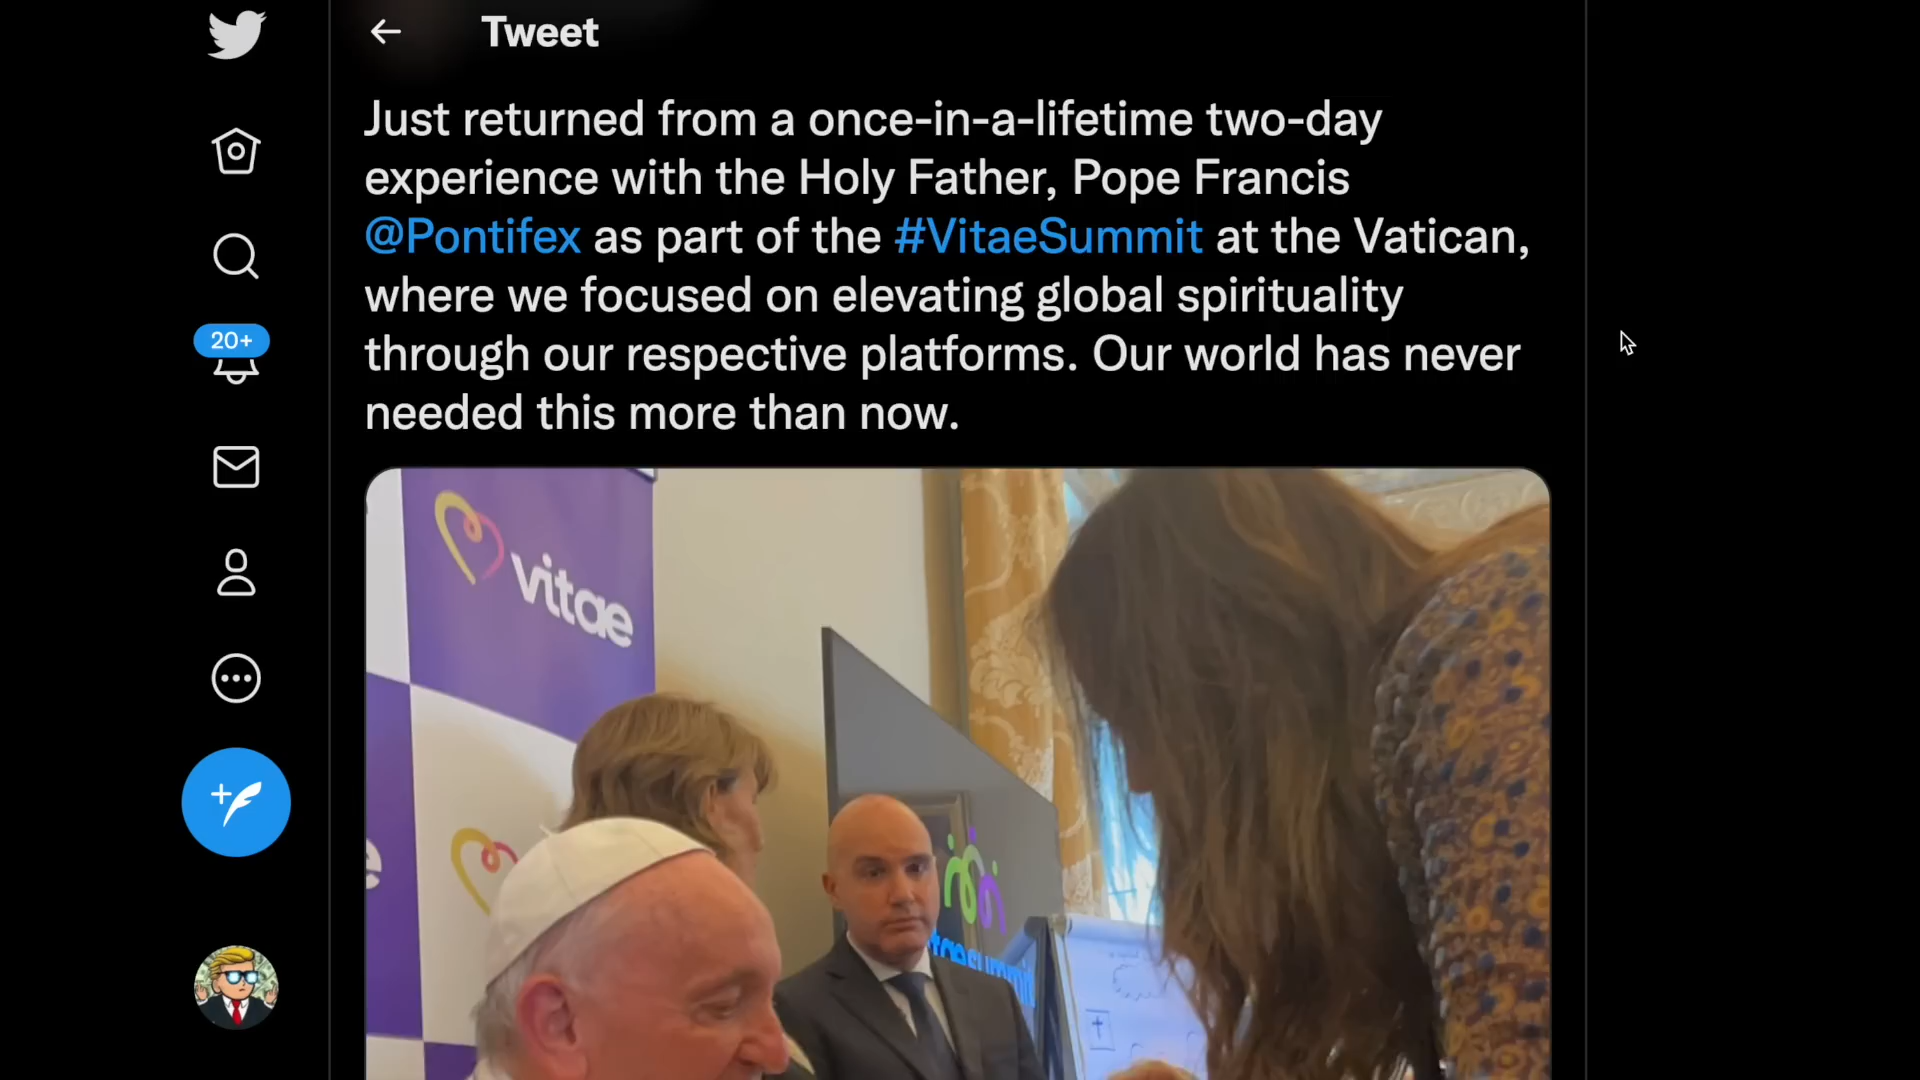 Tweet
Just returned from a once-in-a-lifetime two-day
experience with the Holy Father, Pope Francis
@Pontifex as part of the #VitaeSummit at the Vatican,
where we focused on elevating global spirituality
through our respective platforms. Our world has never
needed this more than now.
20+
vitae
e